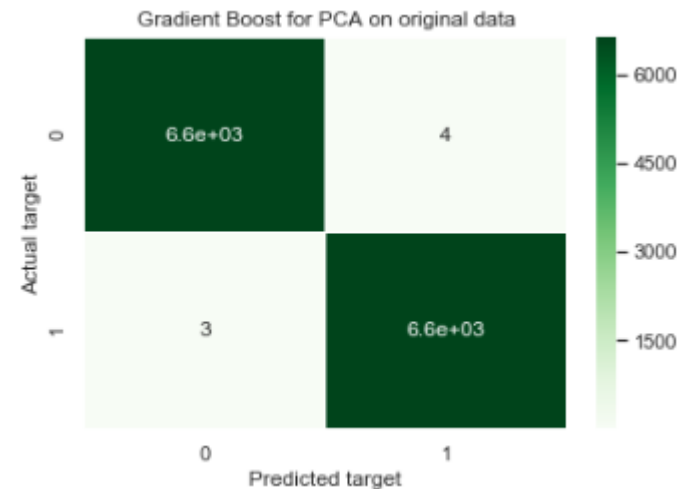 Gradient Boost for PCA on original data
Actual target
0
6.6e+03
4
1
3
6.6e+03
0
1
Predicted target
6000
4500
3000
1500